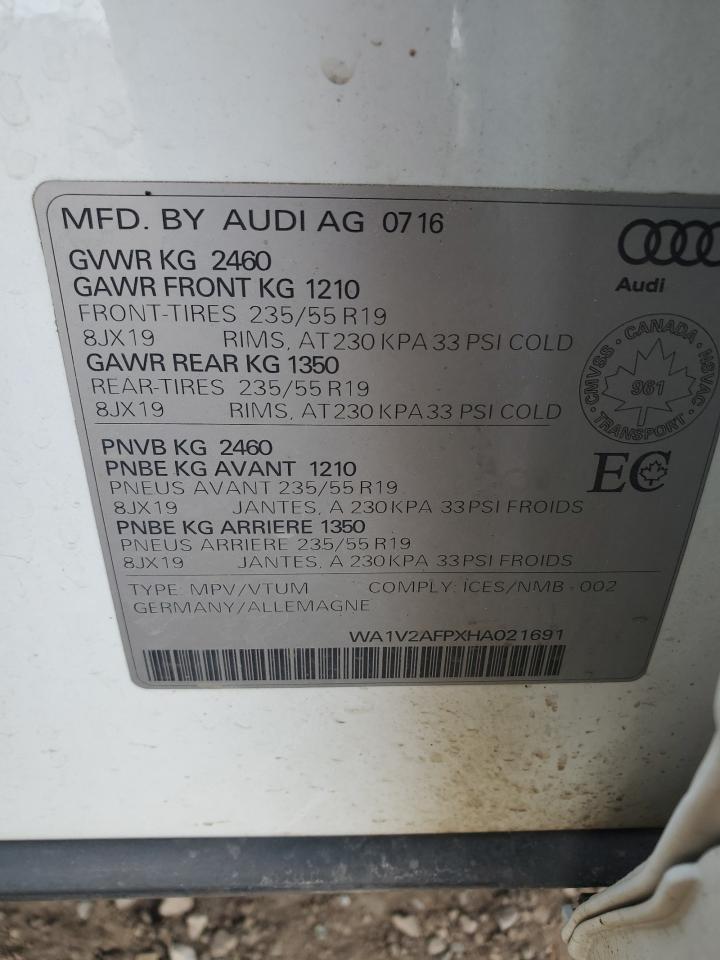 MFD. BY AUDI AG 0716
GVWR KG 2460
GAWR FRONT KG 1210
FRONT-TIRES 235/55 R19
8JX19 RIMS, AT 230 KPA 33 PSI COLD
GAWR REAR KG 1350
REAR-TIRES 235/55 R19
8JX19 RIMS, AT 230 KPA 33 PSI COLD
Audi
CMVSS · CANADA · NSVAC · TRANSPORT
961
PNVB KG 2460
PNBE KG AVANT 1210
PNEUS AVANT 235/55 R19
8JX19 JANTES, A 230 KPA 33 PSI FROIDS
PNBE KG ARRIERE 1350
PNEUS ARRIERE 235/55 R19
8JX19 JANTES, A 230 KPA 33 PSI FROIDS
EC
TYPE: MPV/VTUM COMPLY: ICES/NMB - 002
GERMANY/ALLEMAGNE
WA1V2AFPXHA021691